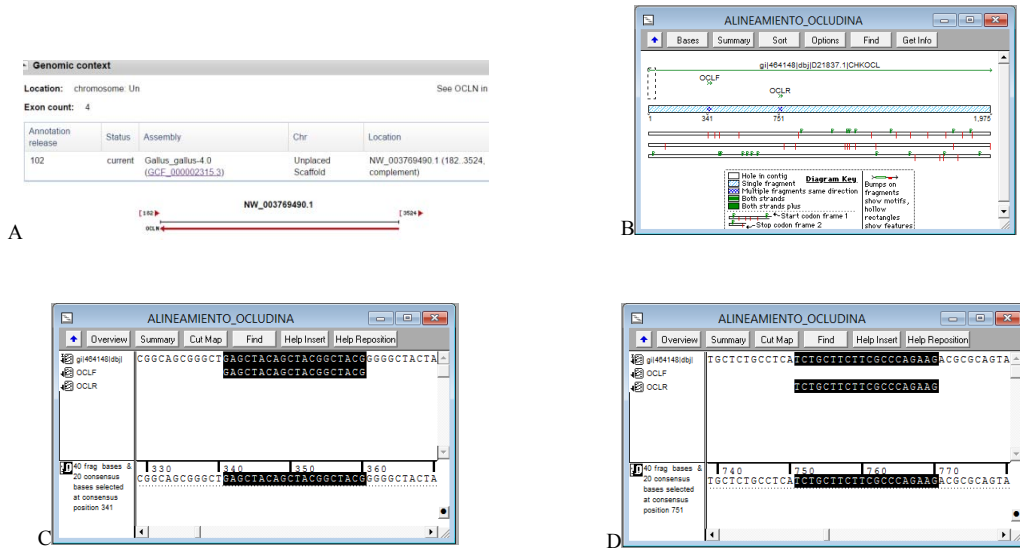 Genomic context
Location: chromosome: Un
See OCLN in
Exon count: 4
Annotation release Status Assembly Chr Location
102 current Gallus_gallus-4.0 (GCF_000002315.3) Unplaced Scaffold NW_003769490.1 (182..3524, complement)
NW_003769490.1
[182 [3524
OCLN
A
ALINEAMIENTO_OCLUDINA
Bases Summary Sort Options Find Get Info
gi|464148|dbj|D21837.1|CHKOCL
OCLF
OCLR
1 341 751 1,975
Diagram Key
Hole in contig
Single fragment
Multiple fragments same direction
Both strands
Both strands plus
Start codon frame 1
Stop codon frame 2
Bumps on
fragments
show motifs,
hollow
rectangles
show features
B
ALINEAMIENTO_OCLUDINA
Overview Summary Cut Map Find Help Insert Help Reposition
gi|464148|dbj| CGGCAGCGGGCTGAGCTACAGCTACGGCTACGGGGGCTACTA
OCLF GAGCTACAGCTACGGCTACG
OCLR
40 frag bases &
20 consensus
bases selected
at consensus
position 341
330 340 350 360
CGGCAGCGGGCTGAGCTACAGCTACGGCTACGGGGGCTACTA
C
ALINEAMIENTO_OCLUDINA
Overview Summary Cut Map Find Help Insert Help Reposition
gi|464148|dbj| TGCTCTGCCTCATCTGCTTCTTCGCCCAGAAGACGCGCAGTA
OCLF
OCLR TCTGCTTCTTCGCCCAGAAG
40 frag bases &
20 consensus
bases selected
at consensus
position 751
740 750 760 770
TGCTCTGCCTCATCTGCTTCTTCGCCCAGAAGACGCGCAGTA
D